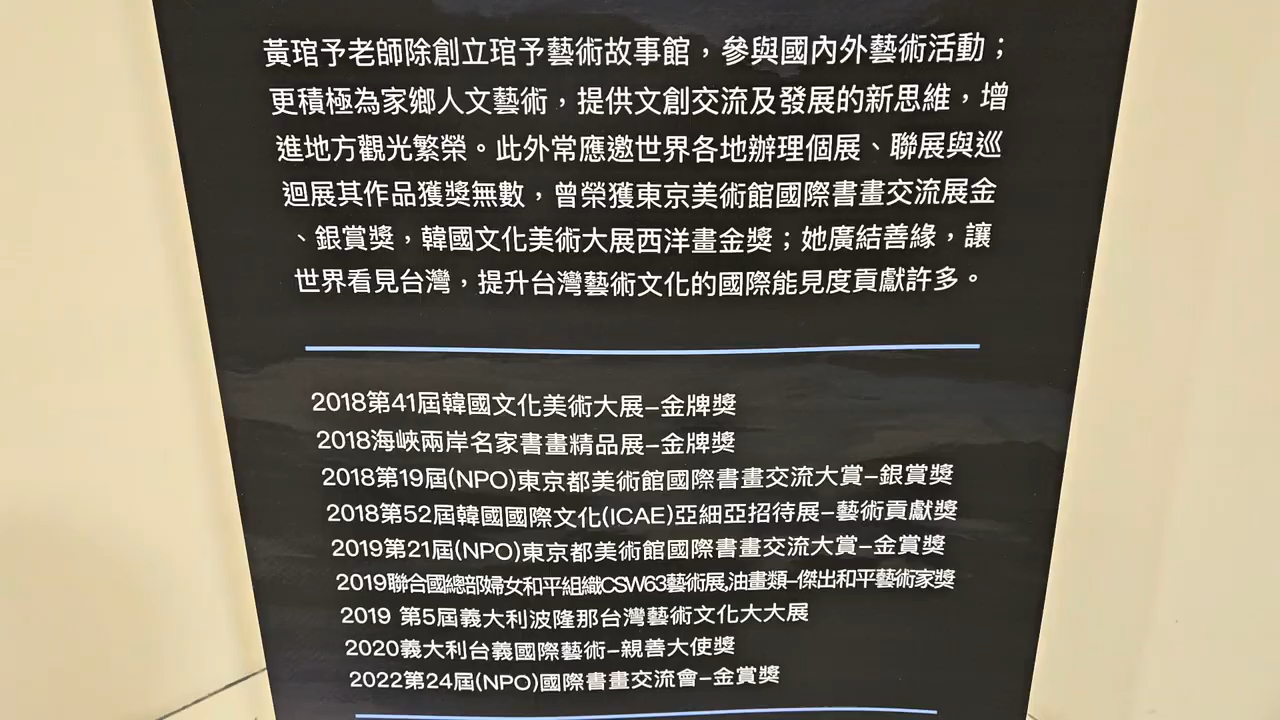 黃琯予老師除創立琯予藝術故事館，參與國內外藝術活動；
更積極為家鄉人文藝術，提供文創交流及發展的新思維，增
進地方觀光繁榮。此外常應邀世界各地辦理個展、聯展與巡
迴展其作品獲獎無數，曾榮獲東京美術館國際書畫交流展金
、銀賞獎，韓國文化美術大展西洋畫金獎；她廣結善緣，讓
世界看見台灣，提升台灣藝術文化的國際能見度貢獻許多。
2018第41屆韓國文化美術大展–金牌獎
2018海峽兩岸名家書畫精品展–金牌獎
2018第19屆(NPO)東京都美術館國際書畫交流大賞–銀賞獎
2018第52屆韓國國際文化(ICAE)亞細亞招待展–藝術貢獻獎
2019第21屆(NPO)東京都美術館國際書畫交流大賞–金賞獎
2019聯合國總部婦女和平組織CSW63藝術展,油畫類–傑出和平藝術家獎
2019 第5屆義大利波隆那台灣藝術文化大大展
2020義大利台義國際藝術–親善大使獎
2022第24屆(NPO)國際書畫交流會–金賞獎